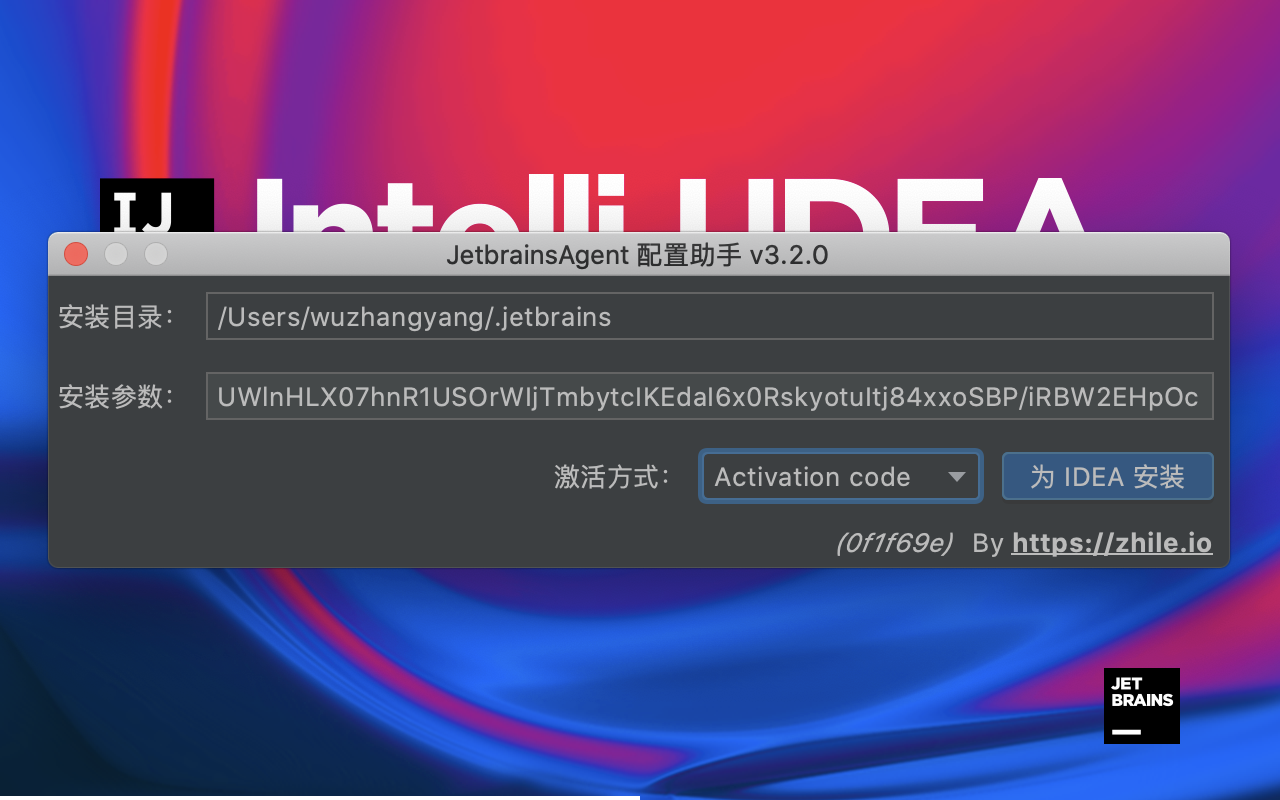 IJ
IntelliJ IDEA
JetbrainsAgent 配置助手 v3.2.0
安装目录： /Users/wuzhangyang/.jetbrains
安装参数： UWlnHLX07hnR1USOrWIjTmbytcIKEdaI6x0RskyotuItj84xxoSBP/iRBW2EHpOc
激活方式： Activation code 为 IDEA 安装
(0f1f69e) By https://zhile.io
JET
BRAINS